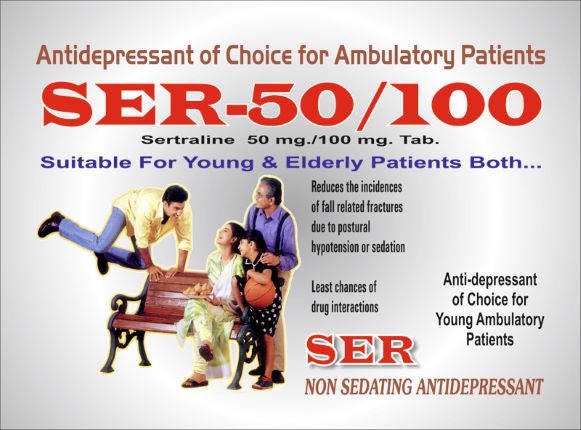 Antidepressant of Choice for Ambulatory Patients
SER-50/100
Sertraline 50 mg./100 mg. Tab.
Suitable For Young & Elderly Patients Both...
Reduces the incidences
of fall related fractures
due to postural
hypotension or sedation
Least chances of
drug interactions
Anti-depressant
of Choice for
Young Ambulatory
Patients
SER
NON SEDATING ANTIDEPRESSANT